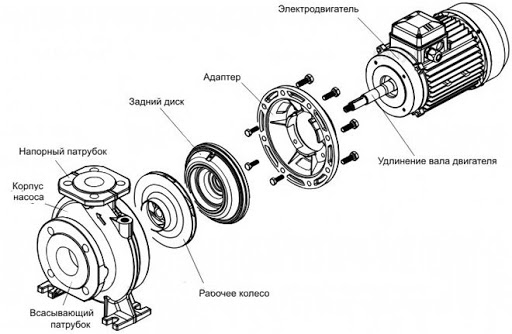 Электродвигатель
Адаптер
Задний диск
Напорный патрубок
Удлинение вала двигателя
Корпус
насоса
Рабочее колесо
Всасывающий
патрубок